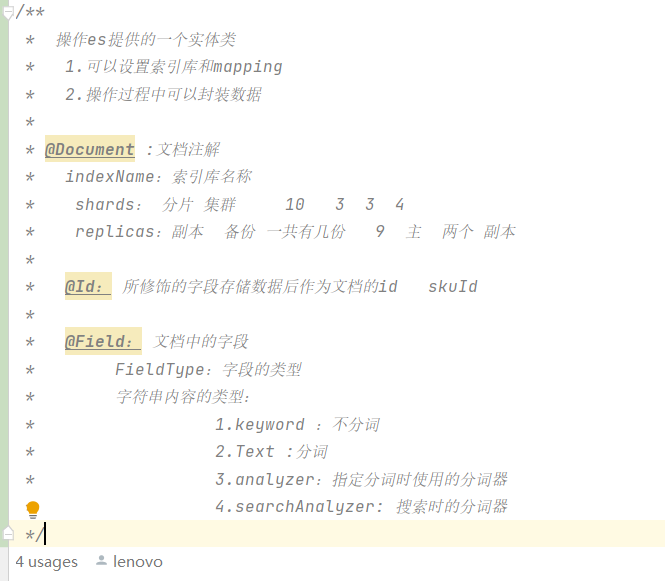 /**
 *  操作es提供的一个实体类
 *   1.可以设置索引库和mapping
 *   2.操作过程中可以封装数据
 *
 * @Document :文档注解
 *   indexName：索引库名称
 *    shards： 分片 集群     10   3  3  4
 *    replicas：副本  备份 一共有几份   9  主  两个 副本
 *
 *   @Id： 所修饰的字段存储数据后作为文档的id   skuId
 *
 *   @Field： 文档中的字段
 *        FieldType：字段的类型
 *        字符串内容的类型：
 *                  1.keyword ：不分词
 *                  2.Text :分词
 *                  3.analyzer：指定分词时使用的分词器
 *                  4.searchAnalyzer: 搜索时的分词器
 */
4 usages   lenovo